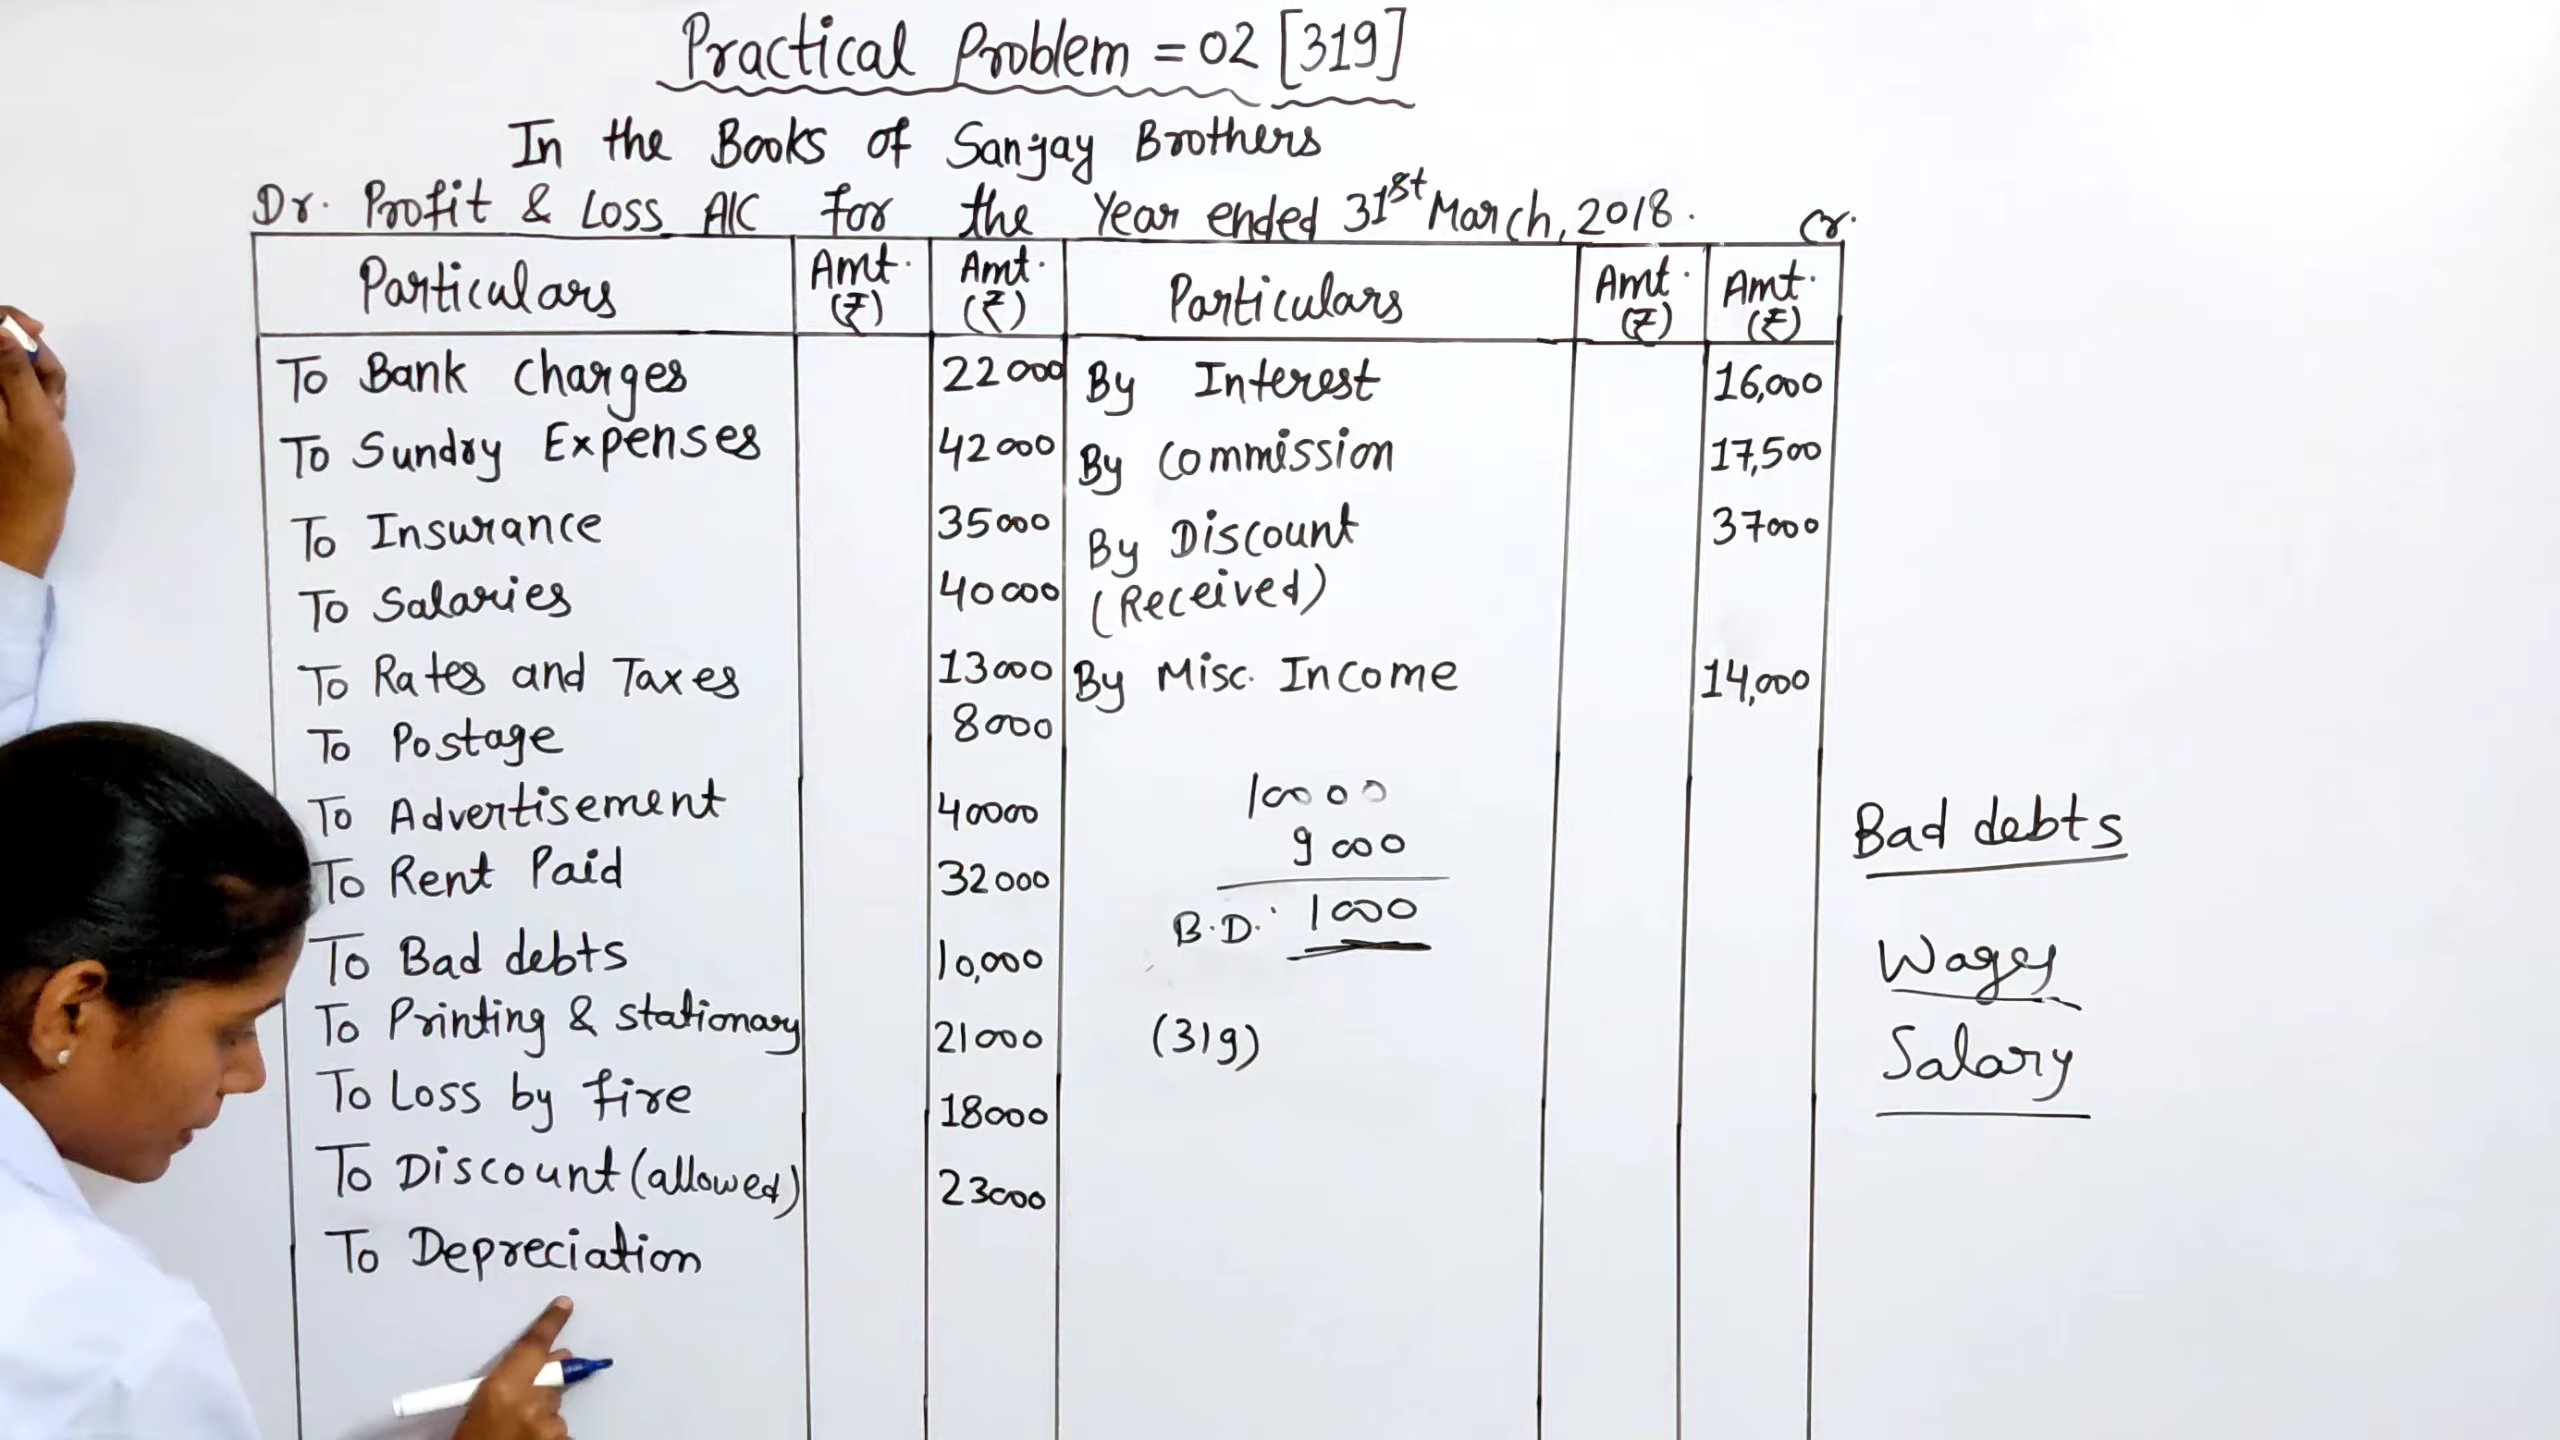 Practical Problem = 02 [319]
In the Books of Sanjay Brothers
Dr. Profit & Loss A/C for the Year ended 31st March, 2018. Cr.
Particulars Amt. (₹) Amt. (₹) Particulars Amt. (₹) Amt. (₹)
To Bank Charges 22000 By Interest 16,000
To Sundry Expenses 42000 By Commission 17,500
To Insurance 35000 By Discount 37000
To Salaries 40000 (Received)
To Rates and Taxes 13000 By Misc. Income 14,000
To Postage 8000
To Advertisement 40000 10000
9000
To Rent Paid 32000
B.D. 1000
To Bad debts 10,000
To Printing & stationary 21000 (319)
To Loss by fire 18000
To Discount (allowed) 23000
To Depreciation
Bad debts
Wages
Salary